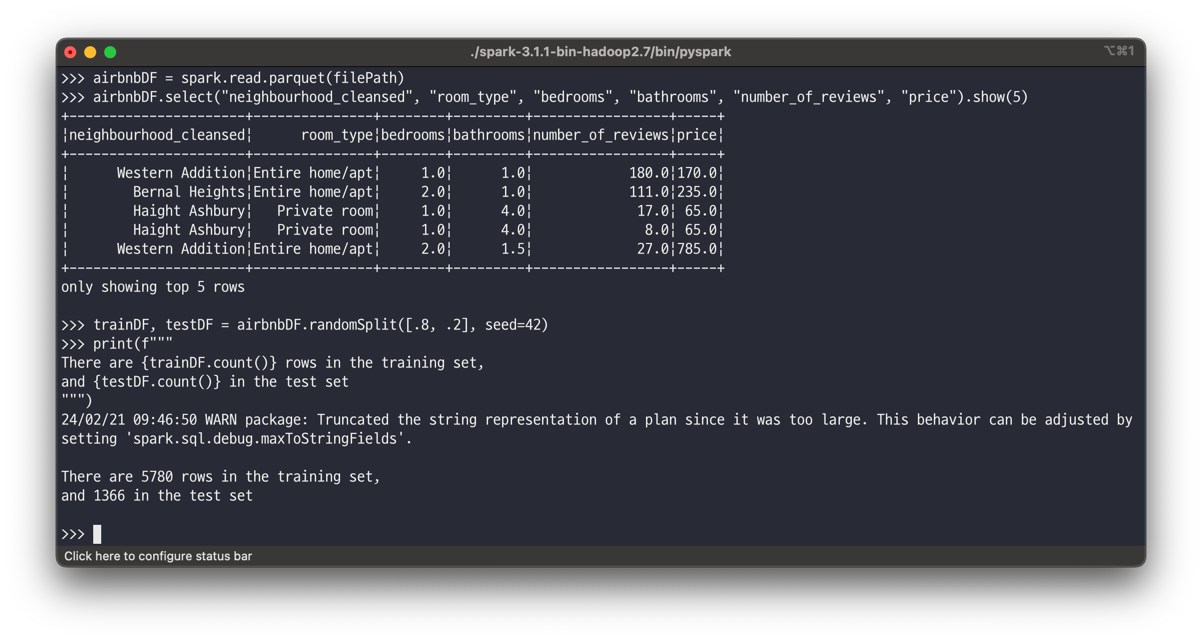 ./spark-3.1.1-bin-hadoop2.7/bin/pyspark ⌥⌘1
>>> airbnbDF = spark.read.parquet(filePath)
>>> airbnbDF.select("neighbourhood_cleansed", "room_type", "bedrooms", "bathrooms", "number_of_reviews", "price").show(5)
+----------------------+---------------+--------+---------+-----------------+-----+
¦neighbourhood_cleansed¦      room_type¦bedrooms¦bathrooms¦number_of_reviews¦price¦
+----------------------+---------------+--------+---------+-----------------+-----+
¦      Western Addition¦Entire home/apt¦     1.0¦      1.0¦            180.0¦170.0¦
¦        Bernal Heights¦Entire home/apt¦     2.0¦      1.0¦            111.0¦235.0¦
¦        Haight Ashbury¦   Private room¦     1.0¦      4.0¦             17.0¦ 65.0¦
¦        Haight Ashbury¦   Private room¦     1.0¦      4.0¦              8.0¦ 65.0¦
¦      Western Addition¦Entire home/apt¦     2.0¦      1.5¦             27.0¦785.0¦
+----------------------+---------------+--------+---------+-----------------+-----+
only showing top 5 rows
>>> trainDF, testDF = airbnbDF.randomSplit([.8, .2], seed=42)
>>> print(f"""
There are {trainDF.count()} rows in the training set,
and {testDF.count()} in the test set
""")
24/02/21 09:46:50 WARN package: Truncated the string representation of a plan since it was too large. This behavior can be adjusted by
setting 'spark.sql.debug.maxToStringFields'.
There are 5780 rows in the training set,
and 1366 in the test set
>>>
Click here to configure status bar